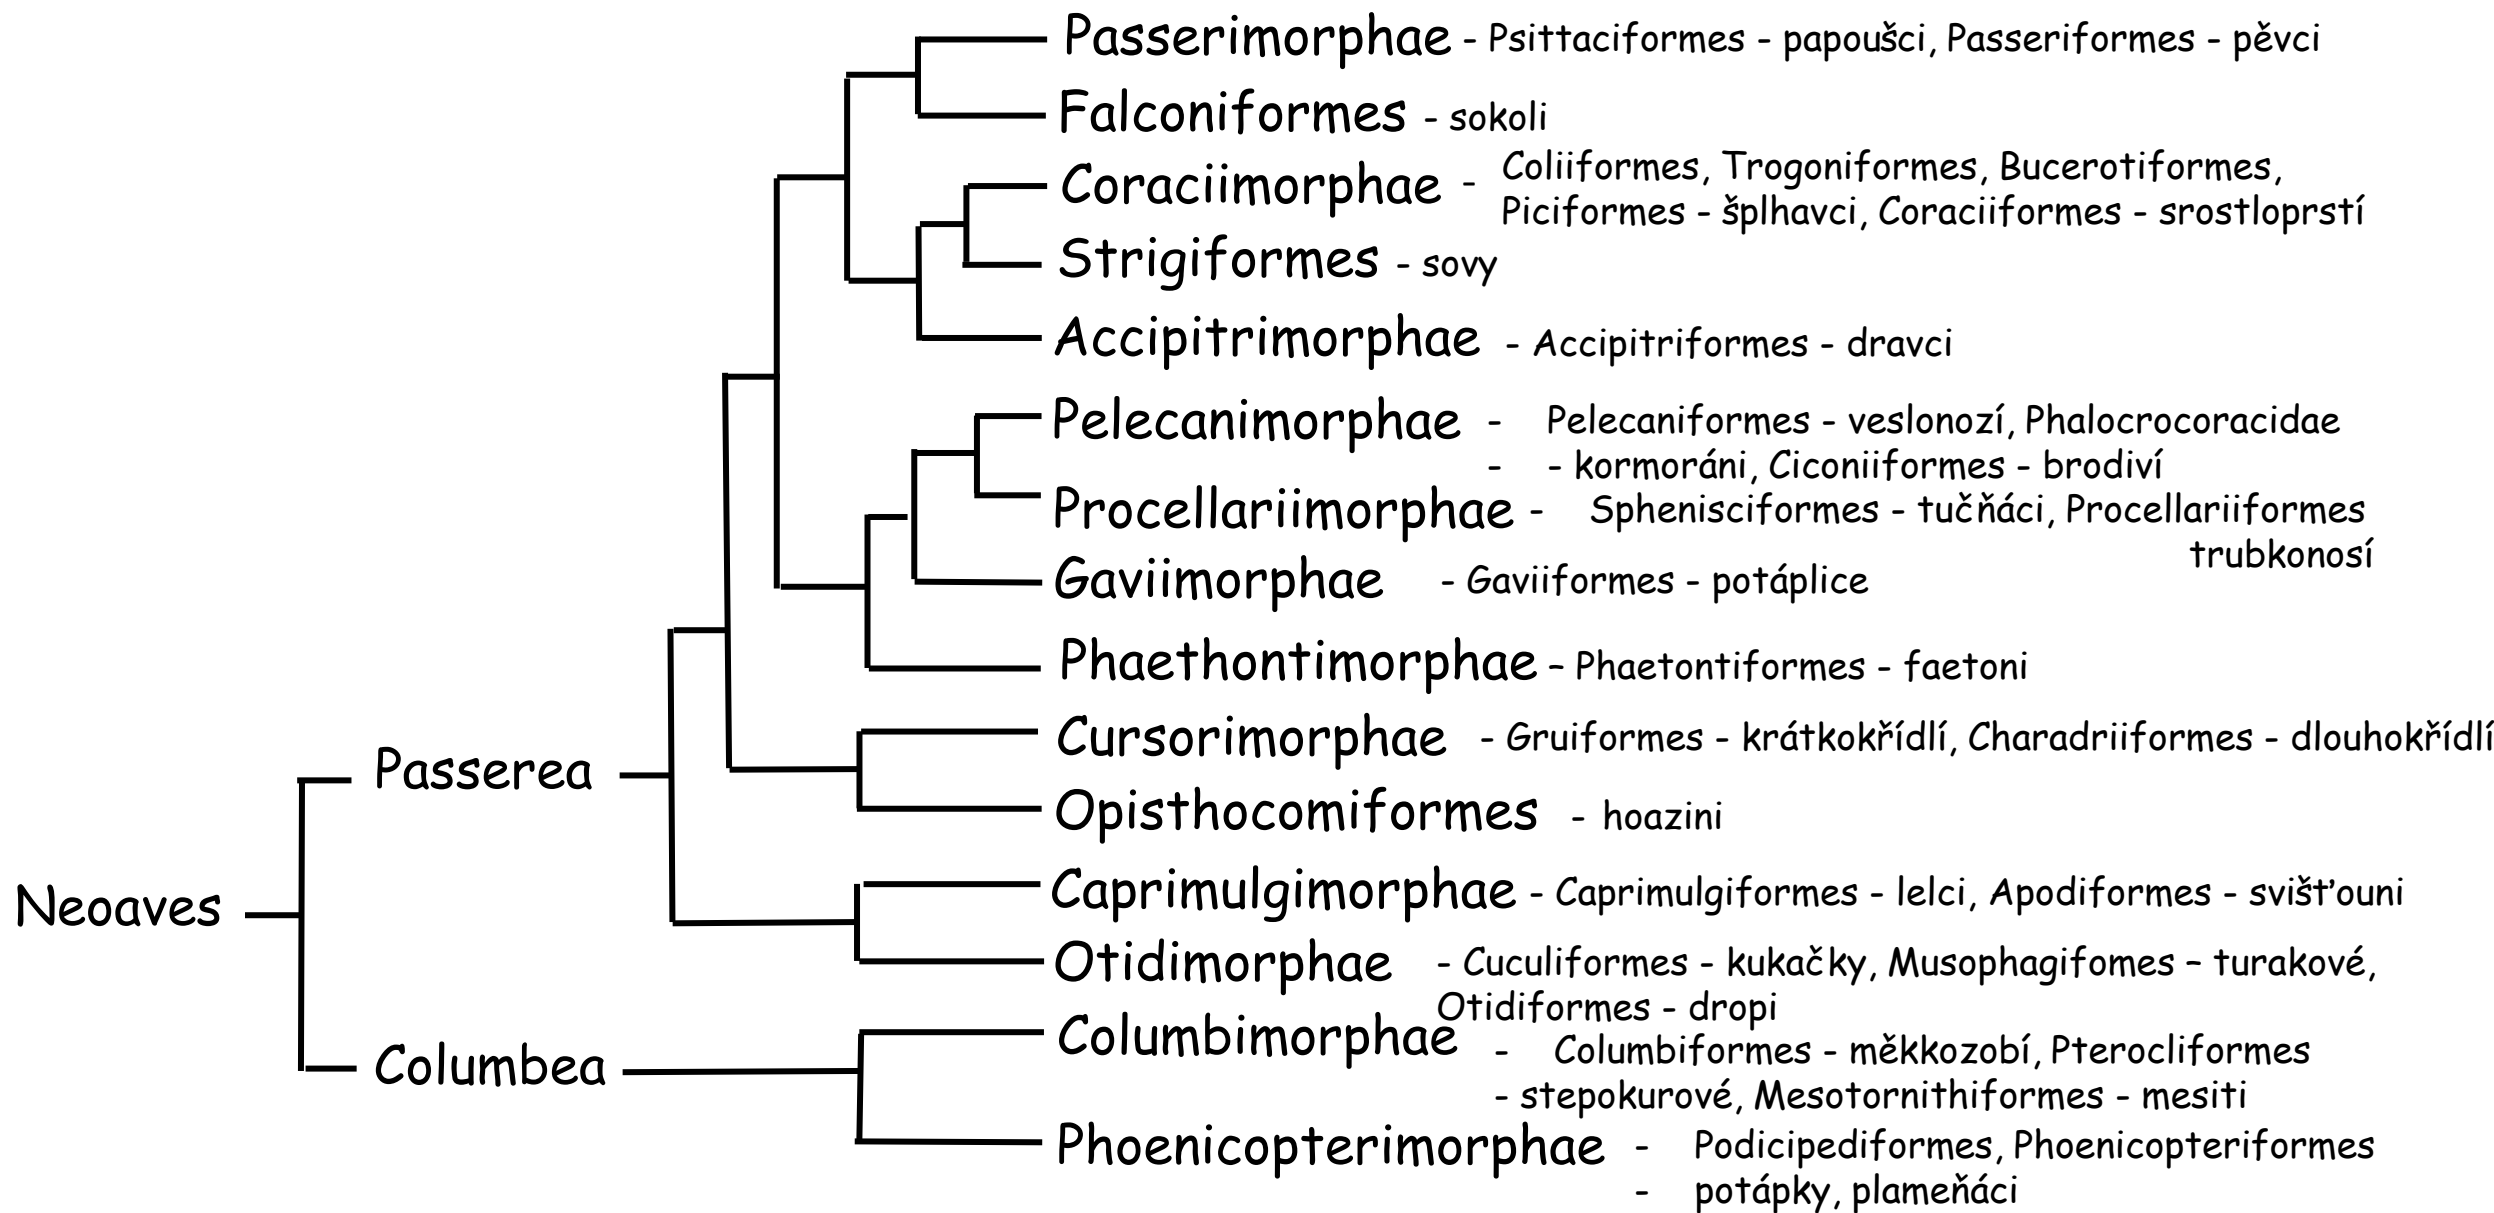 Passerimorphae - Psittaciformes - papoušci, Passeriformes - pěvci
Falconiformes - sokoli
Coraciimorphae - Coliiformes, Trogoniformes, Bucerotiformes,
Piciformes - šplhavci, Coraciiformes - srostloprstí
Strigiformes - sovy
Accipitrimorphae - Accipitriformes - dravci
Pelecanimorphae - Pelecaniformes - veslonozí, Phalocrocoracidae
- - kormoráni, Ciconiiformes - brodiví
Procellariimorphae - Sphenisciformes - tučňáci, Procellariiformes
trubkonosí
Gaviimorphae - Gaviiformes - potáplice
Phaethontimorphae - Phaetontiformes - faetoni
Cursorimorphae - Gruiformes - krátkokřídlí, Charadriiformes - dlouhokřídlí
Passerea
Opisthocomiformes - hoazini
Caprimulgimorphae - Caprimulgiformes - lelci, Apodiformes - svišťouni
Neoaves
Otidimorphae - Cuculiformes - kukačky, Musophagifomes - turakové,
Otidiformes - dropi
Columbimorphae - Columbiformes - měkkozobí, Pterocliformes
- stepokurové, Mesotornithiformes - mesiti
Columbea
Phoenicopterimorphae - Podicipediformes, Phoenicopteriformes
- potápky, plameňáci